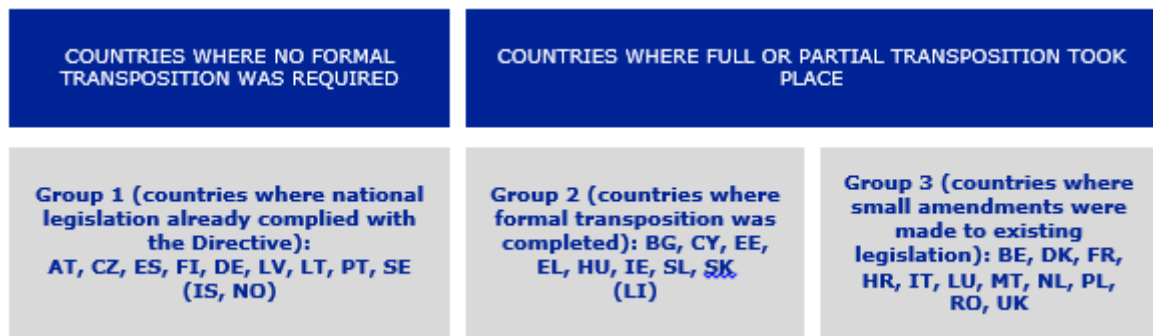 COUNTRIES WHERE NO FORMAL
TRANSPOSITION WAS REQUIRED
COUNTRIES WHERE FULL OR PARTIAL TRANSPOSITION TOOK
PLACE
Group 1 (countries where national
legislation already complied with
the Directive):
AT, CZ, ES, FI, DE, LV, LT, PT, SE
(IS, NO)
Group 2 (countries where
formal transposition was
completed): BG, CY, EE,
EL, HU, IE, SL, SK
(LI)
Group 3 (countries where
small amendments were
made to existing
legislation): BE, DK, FR,
HR, IT, LU, MT, NL, PL,
RO, UK